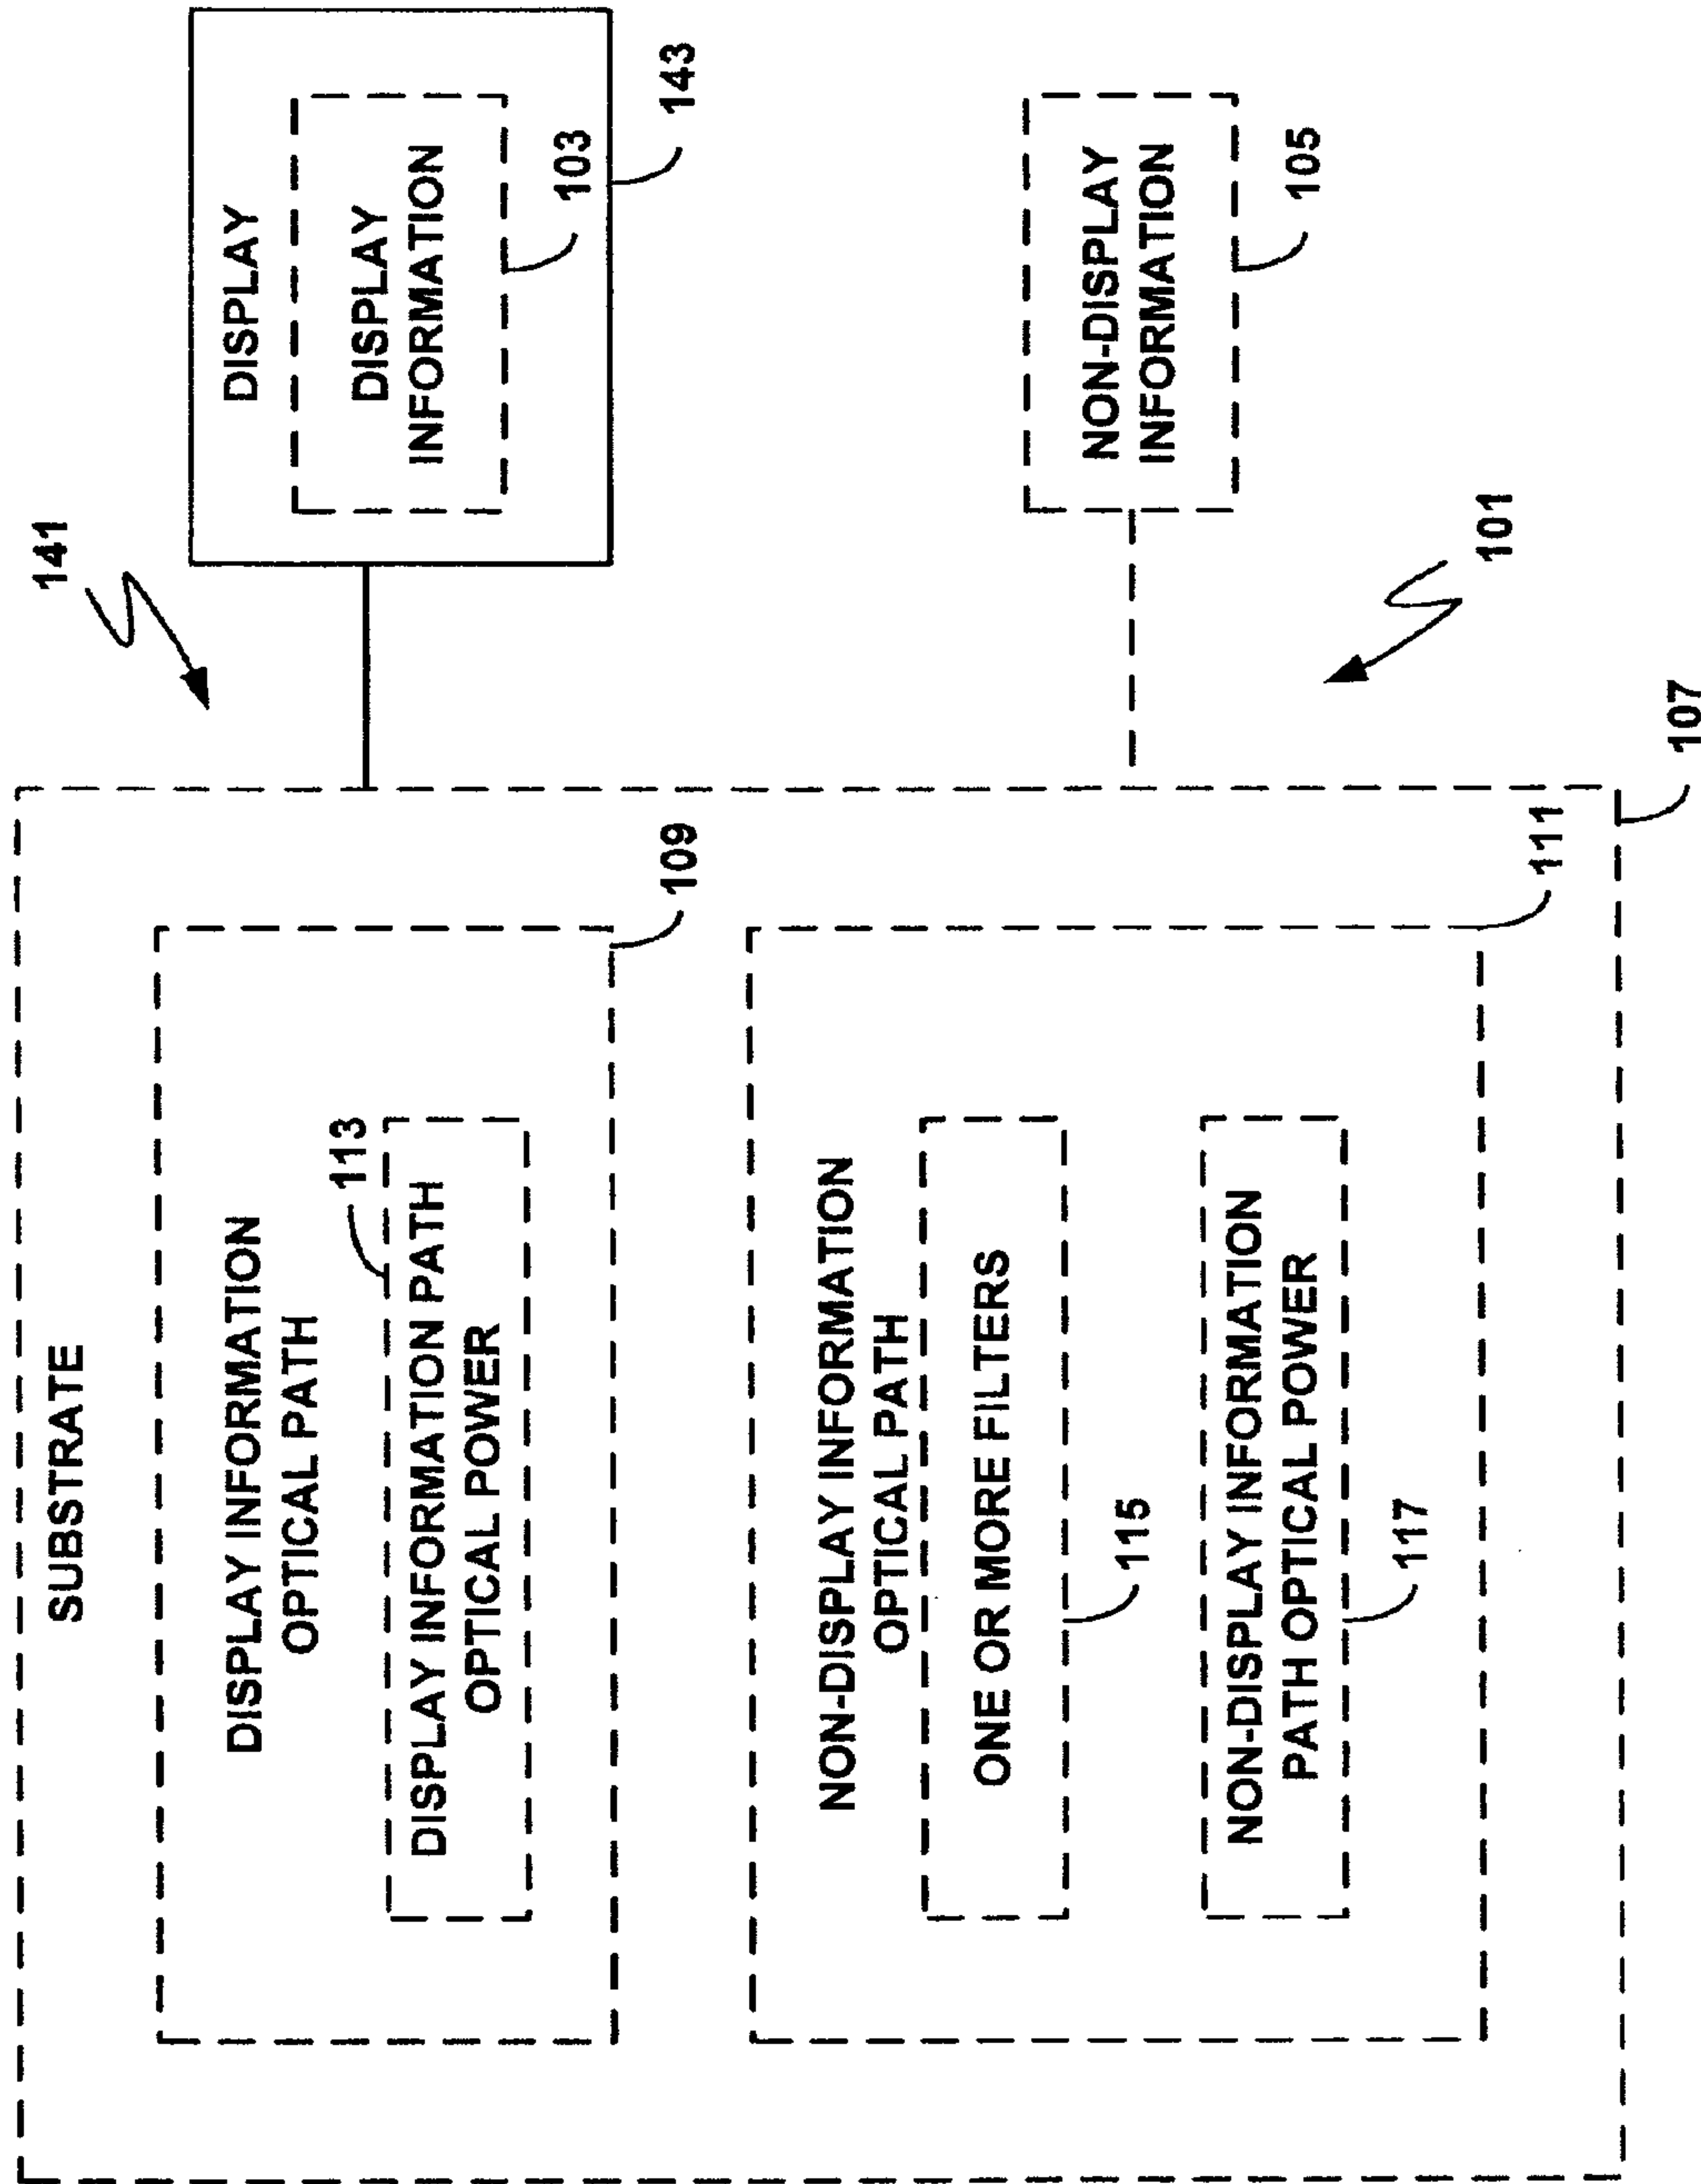 SUBSTRATE
DISPLAY INFORMATION
OPTICAL PATH
113
DISPLAY INFORMATION PATH
OPTICAL POWER
109
NON-DISPLAY INFORMATION
OPTICAL PATH
ONE OR MORE FILTERS
115
NON-DISPLAY INFORMATION
PATH OPTICAL POWER
117
111
107
141
DISPLAY
DISPLAY
INFORMATION
103
143
NON-DISPLAY
INFORMATION
105
101